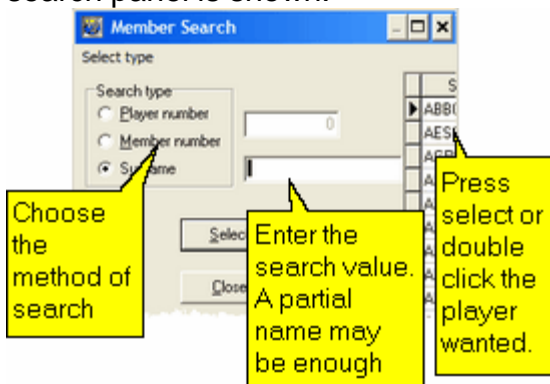 search panel is shown.
Member Search
Select type
Search type
Player number
0
Member number
Surname
S
ABB
AES
Choose
the
method of
search
Enter the
search value.
A partial
name may
be enough
Press
select or
double
click the
player
wanted.